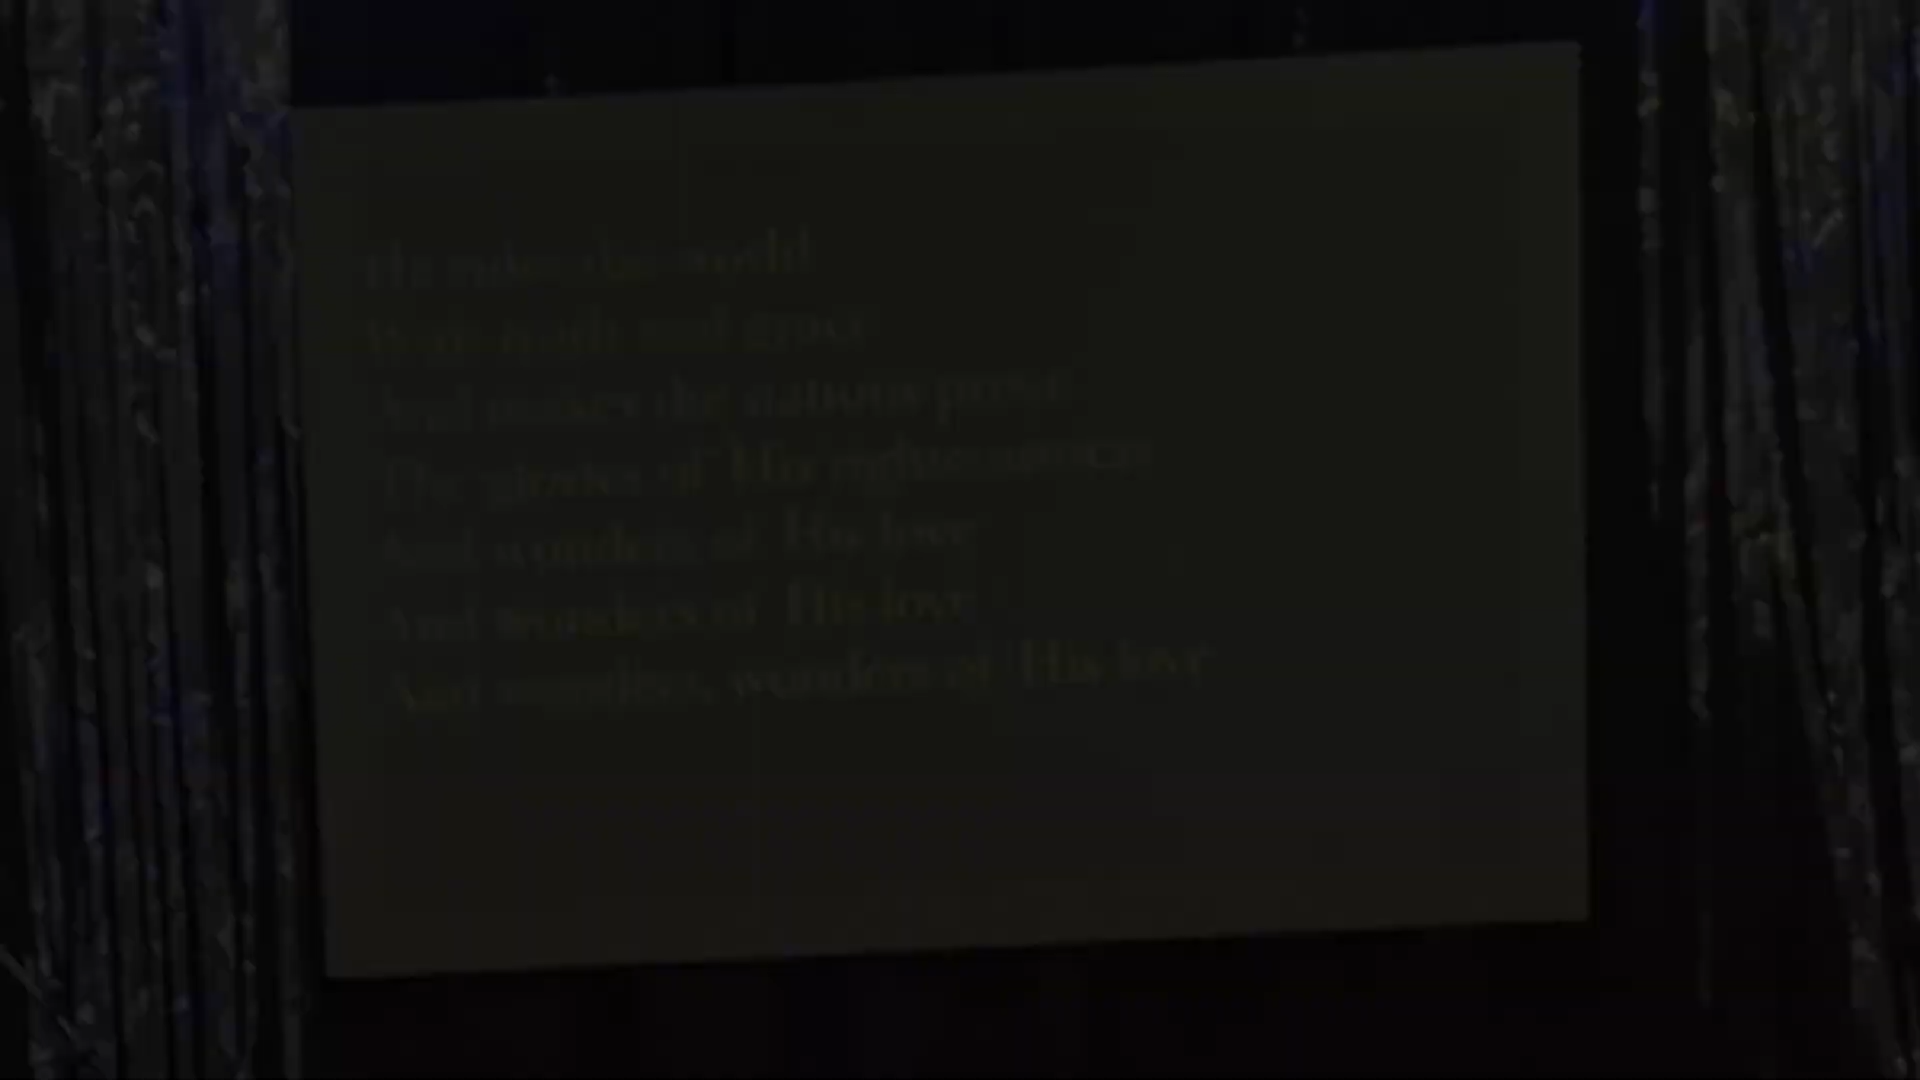 He rules the world
With truth and grace
And makes the nations prove
The glories of His righteousness
And wonders of His love
And wonders of His love
And wonders, wonders of His love